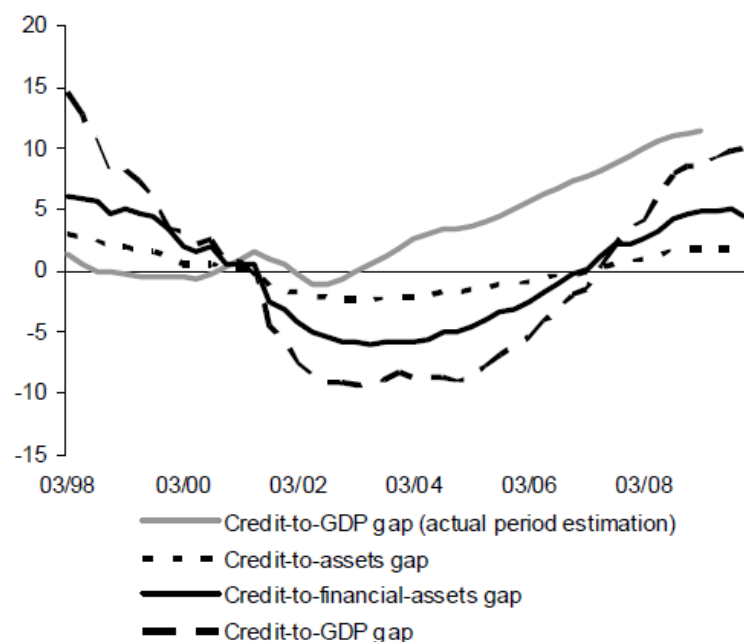 20
15
10
5
0
-5
-10
-15
03/98 03/00 03/02 03/04 03/06 03/08
Credit-to-GDP gap (actual period estimation)
Credit-to-assets gap
Credit-to-financial-assets gap
Credit-to-GDP gap